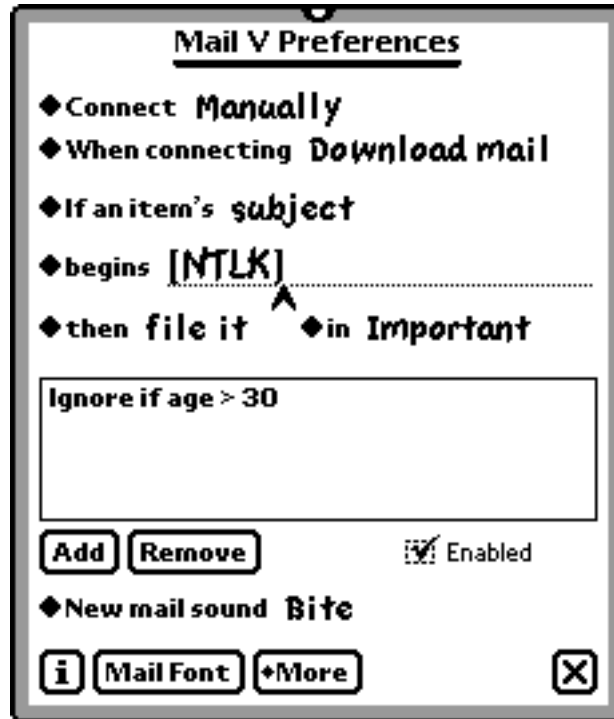 Mail V Preferences
◆Connect Manually
◆When connecting Download mail
◆If an item's subject
◆begins [NTLK]
◆then file it ◆in Important
Ignore if age > 30
Add Remove Enabled
◆New mail sound Bite
i Mail Font ◆More X